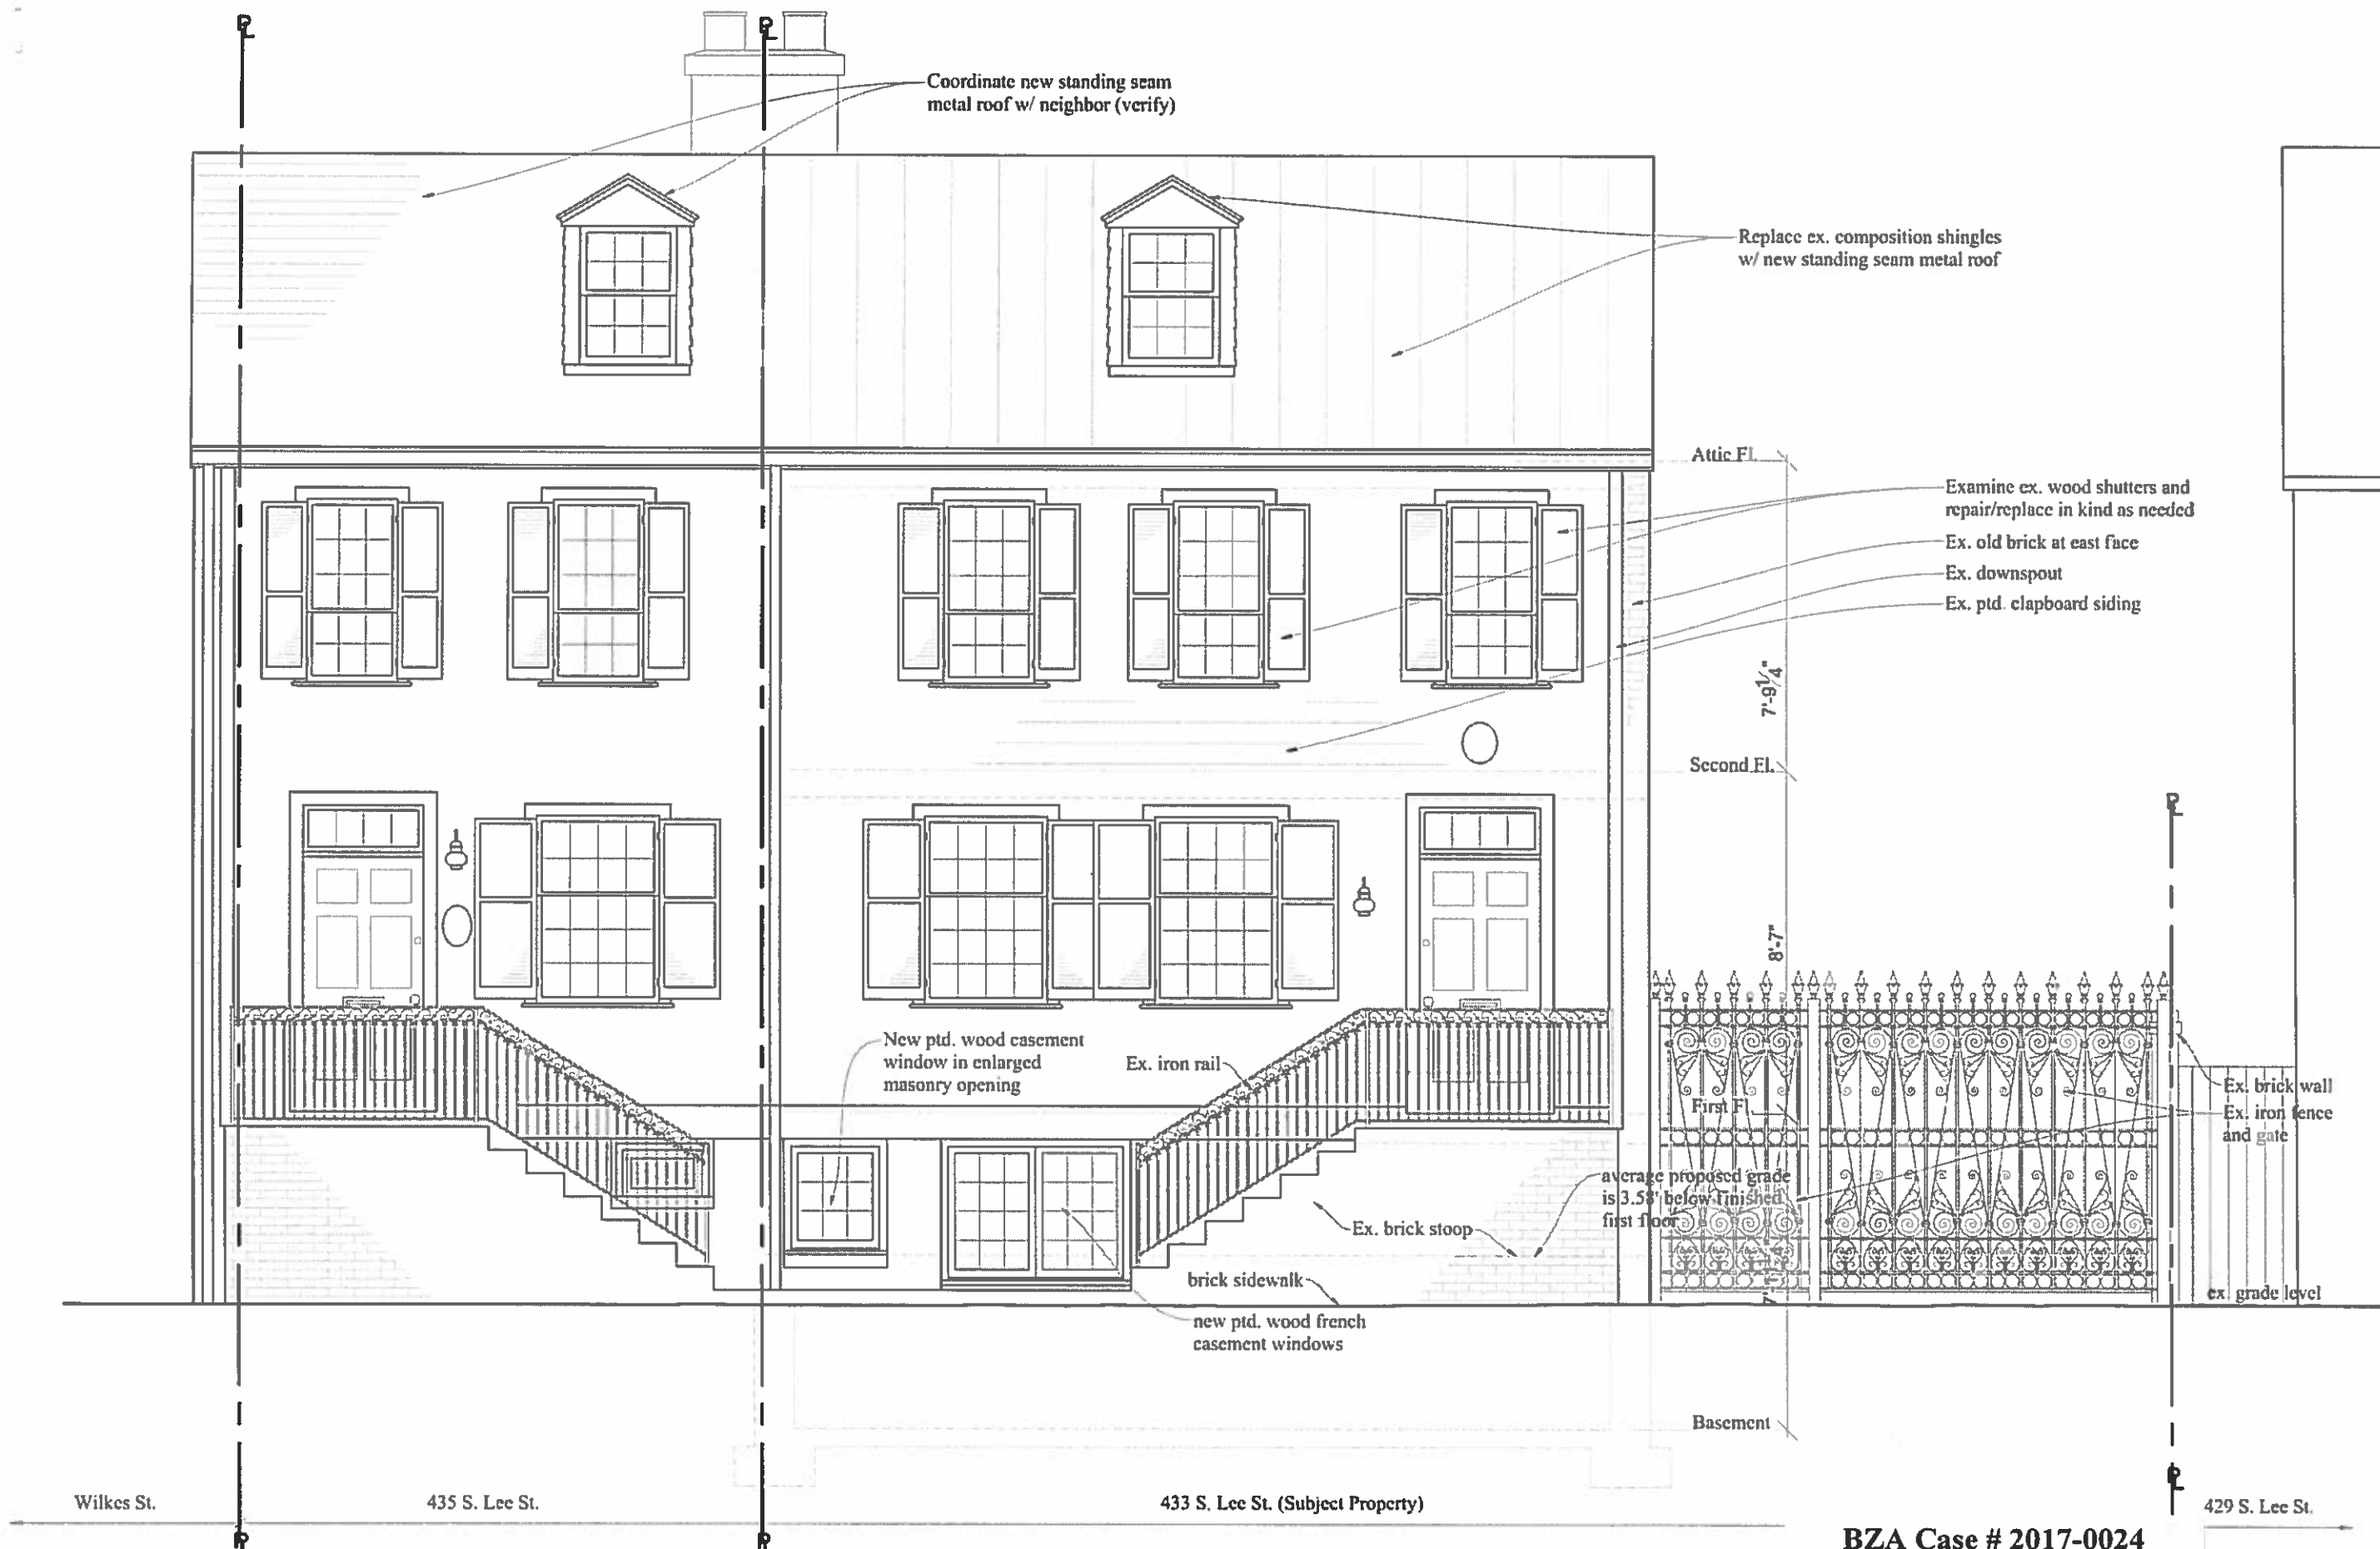 Coordinate new standing seam
metal roof w/ neighbor (verify)
Replace ex. composition shingles
w/ new standing seam metal roof
Attic Fl.
Examine ex. wood shutters and
repair/replace in kind as needed
Ex. old brick at east face
Ex. downspout
Ex. ptd. clapboard siding
7'-9¼"
Second Fl.
8'-7"
New ptd. wood casement
window in enlarged
masonry opening
Ex. iron rail
First Fl.
Ex. brick wall
Ex. iron fence
and gate
average proposed grade
is 3.58' below finished
first floor
Ex. brick stoop
brick sidewalk
ex. grade level
new ptd. wood french
casement windows
Basement
Wilkes St.
435 S. Lee St.
433 S. Lee St. (Subject Property)
429 S. Lee St.
BZA Case # 2017-0024